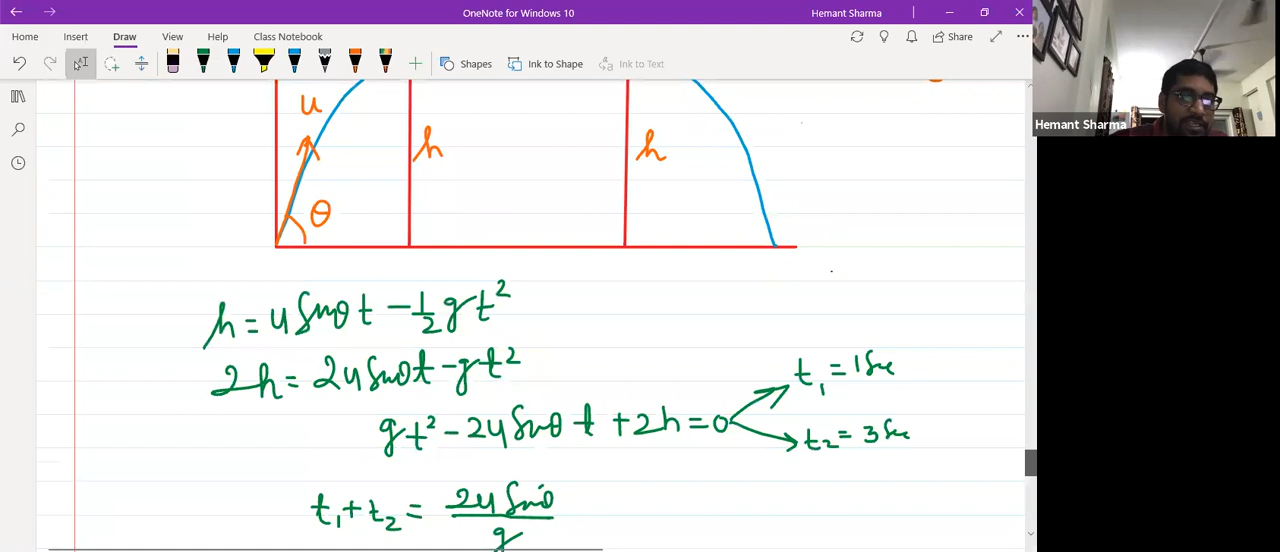 OneNote for Windows 10
Hemant Sharma
Home Insert Draw View Help Class Notebook
Share
Shapes Ink to Shape Ink to Text
Hemant Sharma
u
h
h
θ
h = u Sinθ t - 1/2 g t²
2h = 2u Sinθ t - g t²
t₁ = 1 Sec
g t² - 2u Sinθ t + 2h = 0
t₂ = 3 Sec
t₁ + t₂ = 2u Sinθ / g